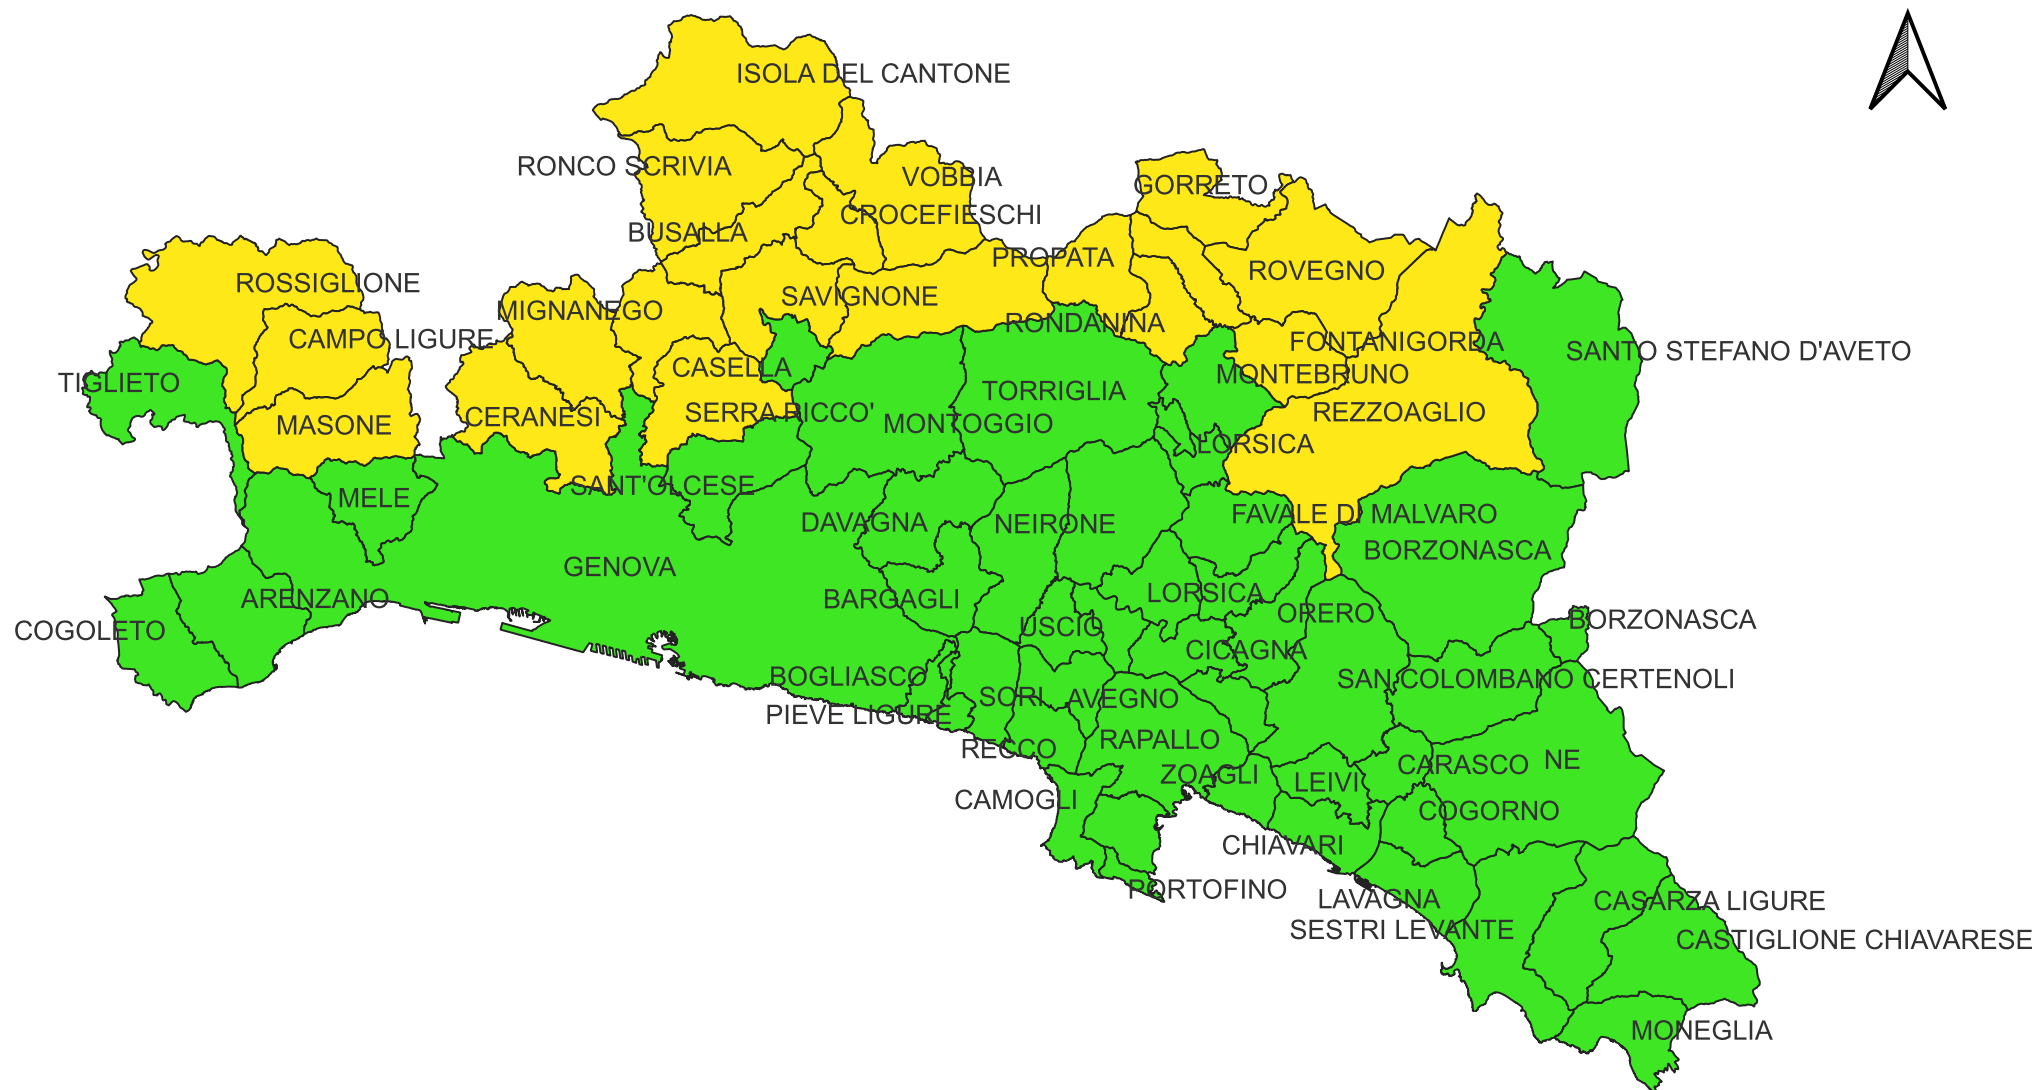 ISOLA DEL CANTONE
RONCO SCRIVIA
VOBBIA
GORRETO
CROCEFIESCHI
BUSALLA
PROPATA
ROVEGNO
ROSSIGLIONE
SAVIGNONE
MIGNANEGO
RONDANINA
CAMPO LIGURE
FONTANIGORDA
SANTO STEFANO D'AVETO
CASELLA
MONTEBRUNO
TIGLIETO
TORRIGLIA
SERRA RICCO'
REZZOAGLIO
CERANESI
MASONE
MONTOGGIO
LORSICA
SANT'OLCESE
MELE
FAVALE DI MALVARO
DAVAGNA
NEIRONE
BORZONASCA
GENOVA
LORSICA
ARENZANO
BARGAGLI
ORERO
BORZONASCA
COGOLETO
USCIO
CICAGNA
BOGLIASCO
SAN COLOMBANO CERTENOLI
SORI
AVEGNO
PIEVE LIGURE
RAPALLO
RECCO
NE
CARASCO
ZOAGLI
LEIVI
CAMOGLI
COGORNO
CHIAVARI
PORTOFINO
LAVAGNA
CASARZA LIGURE
SESTRI LEVANTE
CASTIGLIONE CHIAVARESE
MONEGLIA